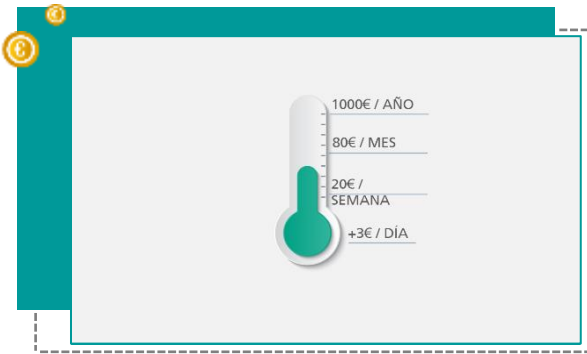 1000€ / AÑO
80€ / MES
20€ /
SEMANA
+3€ / DÍA